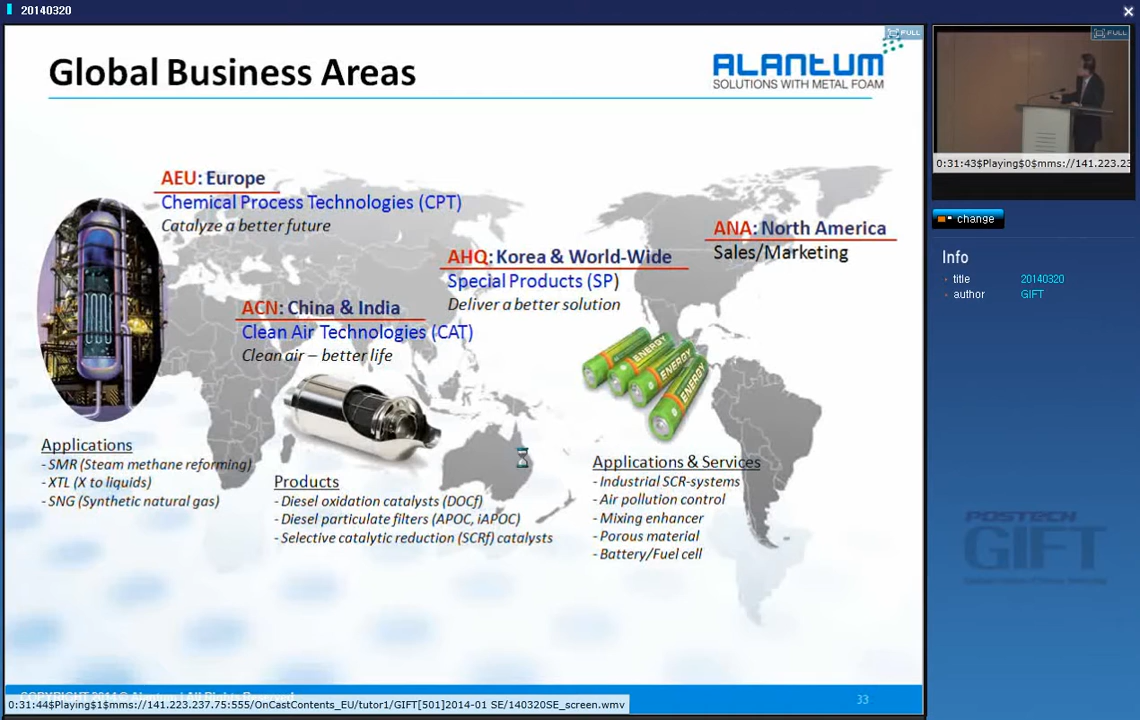 20140320
FULL
Global Business Areas
ALANTUM
SOLUTIONS WITH METAL FOAM
AEU: Europe
Chemical Process Technologies (CPT)
Catalyze a better future
ANA: North America
Sales/Marketing
AHQ: Korea & World-Wide
Special Products (SP)
Deliver a better solution
ACN: China & India
Clean Air Technologies (CAT)
Clean air – better life
ENERGY
ENERGY
ENERGY
Applications
- SMR (Steam methane reforming)
- XTL (X to liquids)
- SNG (Synthetic natural gas)
Products
- Diesel oxidation catalysts (DOCf)
- Diesel particulate filters (APOC, iAPOC)
- Selective catalytic reduction (SCRf) catalysts
Applications & Services
- Industrial SCR-systems
- Air pollution control
- Mixing enhancer
- Porous material
- Battery/Fuel cell
33
0:31:44$Playing$1$mms://141.223.237.75:555/OnCastContents_EU/tutor1/GIFT[501]2014-01 SE/140320SE_screen.wmv
FULL
0:31:43$Playing$0$mms://141.223.23
change
Info
title 20140320
author GIFT
POSTECH
GIFT